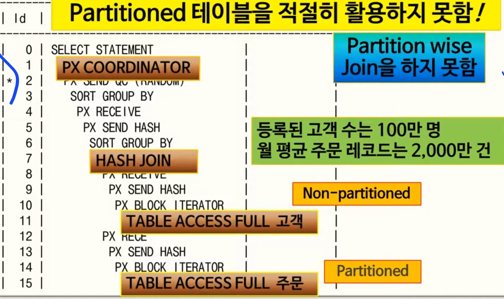 Partitioned 테이블을 적절히 활용하지 못함!
Id
0 | SELECT STATEMENT
1 | PX COORDINATOR
* 2 | PX SEND QC (RANDOM)
3 | SORT GROUP BY
4 | PX RECEIVE
5 | PX SEND HASH
6 | SORT GROUP BY
7 | HASH JOIN
8 | PX RECEIVE
9 | PX SEND HASH
10 | PX BLOCK ITERATOR
11 | TABLE ACCESS FULL 고객
12 | PX RECE
13 | PX SEND HASH
14 | PX BLOCK ITERATOR
15 | TABLE ACCESS FULL 주문
Partition wise
Join을 하지 못함
등록된 고객 수는 100만 명
월 평균 주문 레코드는 2,000만 건
Non-partitioned
Partitioned